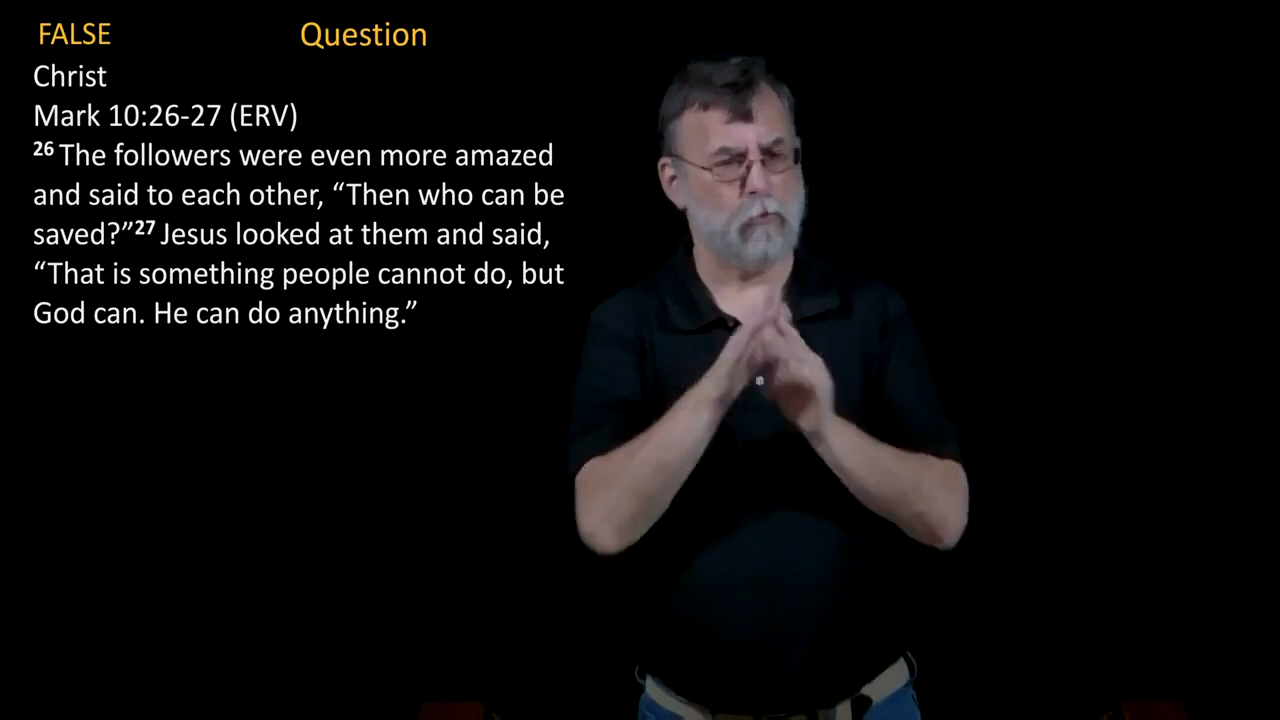 FALSE Question
Christ
Mark 10:26-27 (ERV)
26 The followers were even more amazed
and said to each other, “Then who can be
saved?”27 Jesus looked at them and said,
“That is something people cannot do, but
God can. He can do anything.”